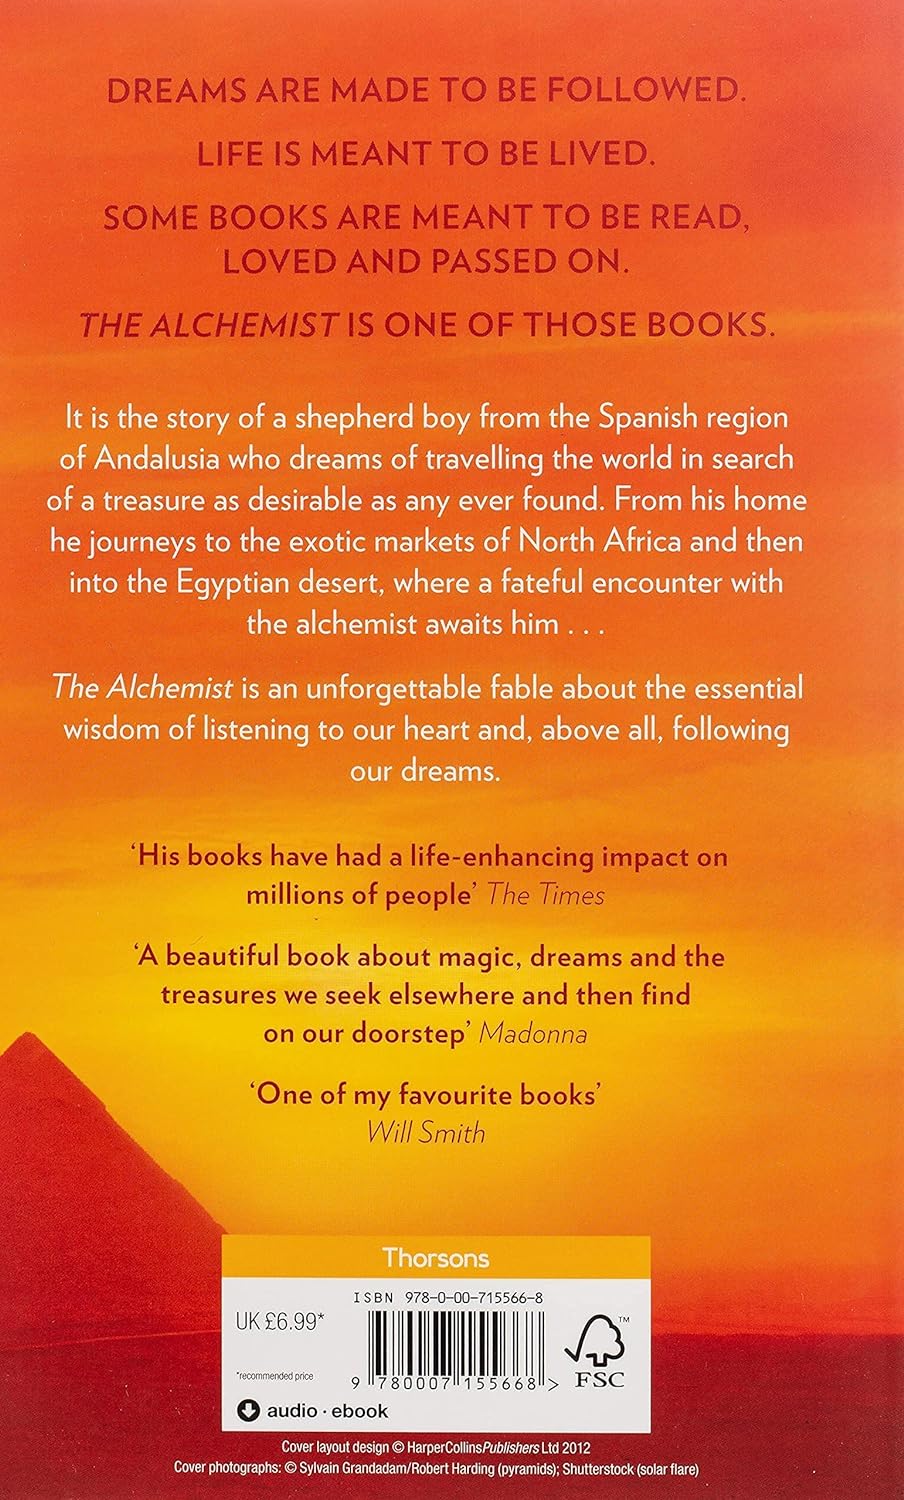 DREAMS ARE MADE TO BE FOLLOWED.
LIFE IS MEANT TO BE LIVED.
SOME BOOKS ARE MEANT TO BE READ,
LOVED AND PASSED ON.
THE ALCHEMIST IS ONE OF THOSE BOOKS.
It is the story of a shepherd boy from the Spanish region
of Andalusia who dreams of travelling the world in search
of a treasure as desirable as any ever found. From his home
he journeys to the exotic markets of North Africa and then
into the Egyptian desert, where a fateful encounter with
the alchemist awaits him . . .
The Alchemist is an unforgettable fable about the essential
wisdom of listening to our heart and, above all, following
our dreams.
‘His books have had a life-enhancing impact on
millions of people’ The Times
‘A beautiful book about magic, dreams and the
treasures we seek elsewhere and then find
on our doorstep’ Madonna
‘One of my favourite books’
Will Smith
Thorsons
ISBN 978-0-00-715566-8
UK £6.99*
*recommended price
9 780007 155668 >
FSC™
audio · ebook
Cover layout design © HarperCollinsPublishers Ltd 2012
Cover photographs: © Sylvain Grandadam/Robert Harding (pyramids); Shutterstock (solar flare)